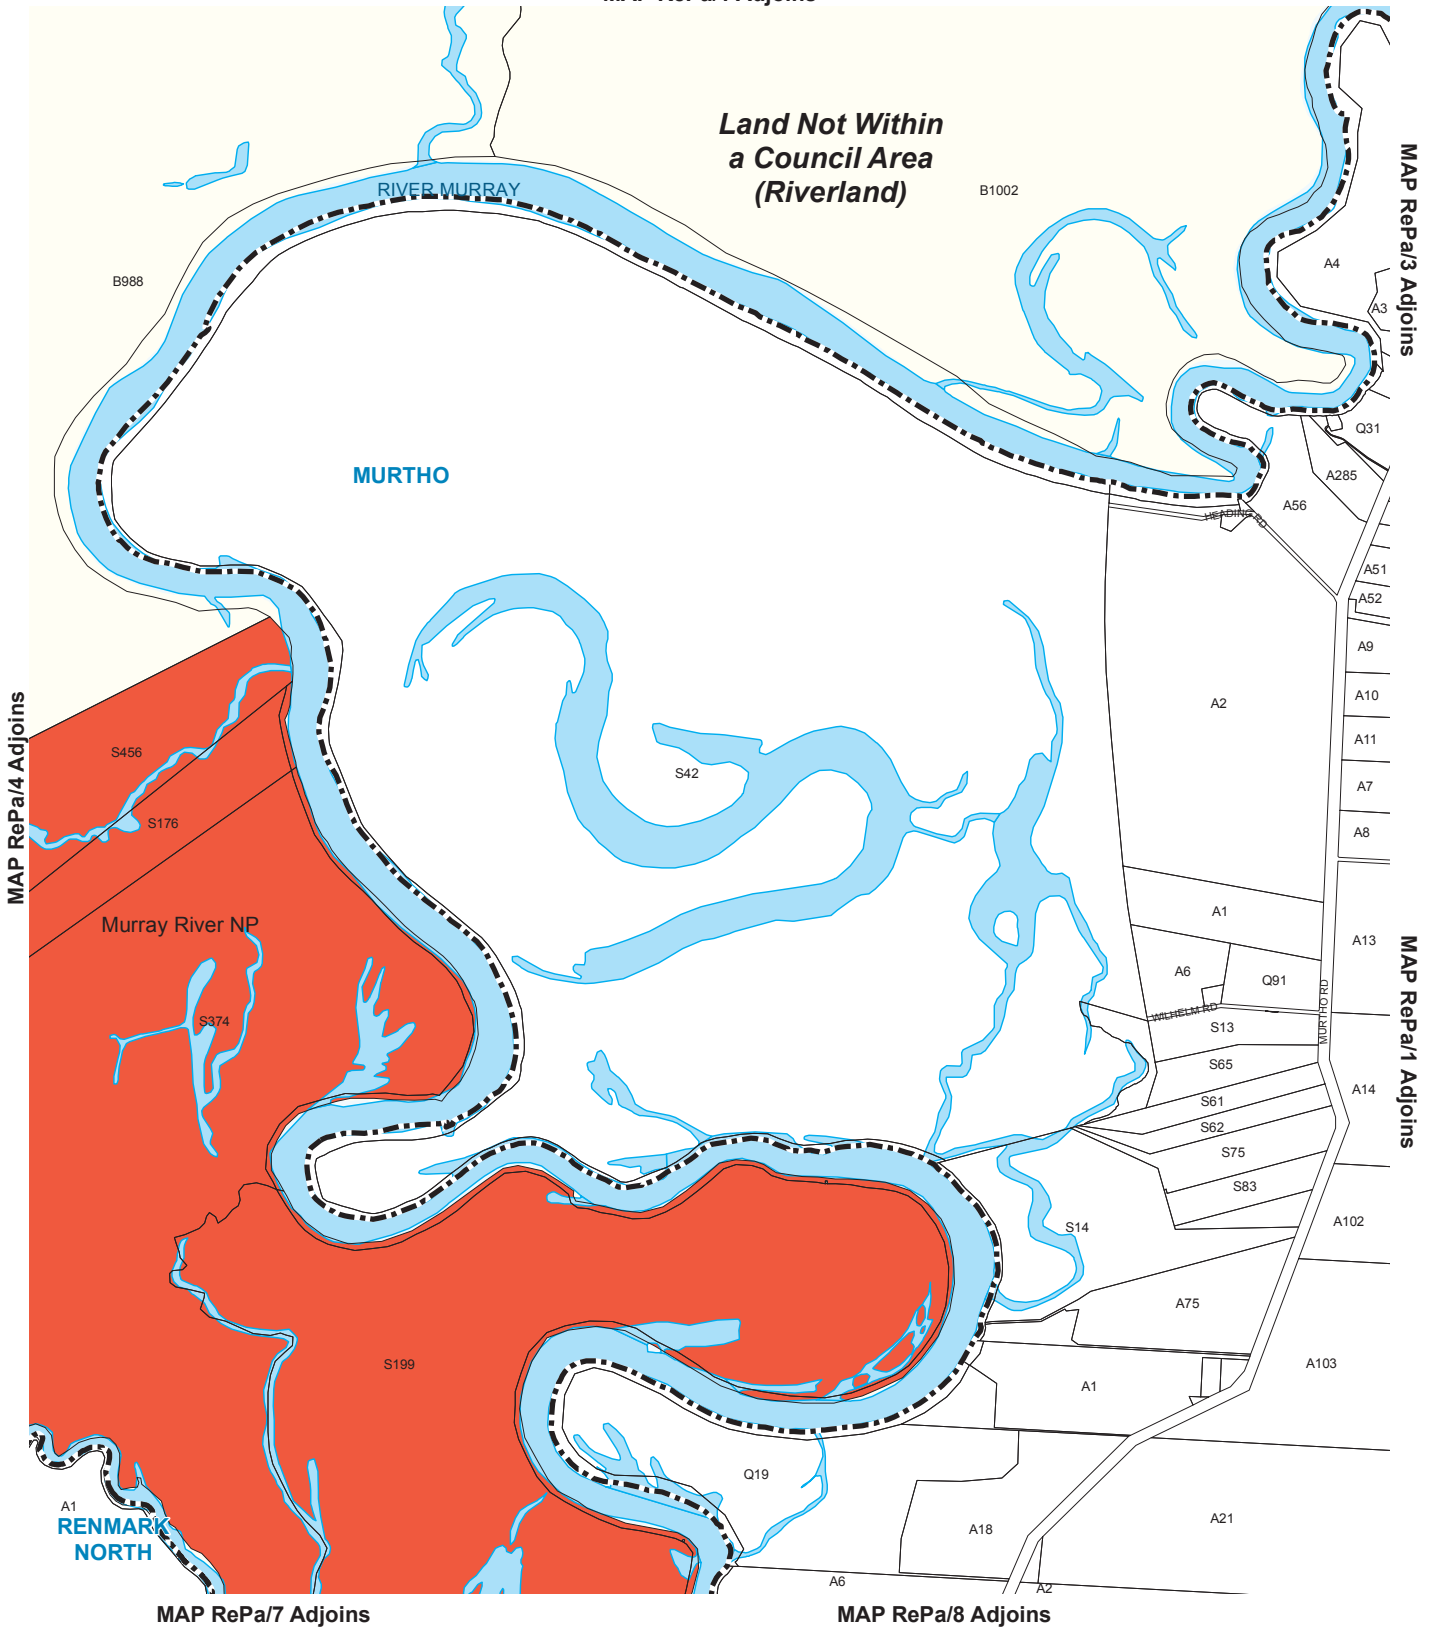 Land Not Within
a Council Area
(Riverland)
RIVER MURRAY
B1002
B988
MAP RePa/3 Adjoins
A4
A3
Q31
A285
A56
HEADING RD
MURTHO
A51
A52
A9
A10
A11
A7
A8
A2
MAP RePa/4 Adjoins
S456
S176
S42
Murray River NP
S374
A1
A13
A6
Q91
WILHELM RD
MURTHO RD
S13
S65
S61
S62
S75
S83
A14
MAP RePa/1 Adjoins
A102
S14
A75
A103
S199
A1
Q19
A18
A21
A1
RENMARK
NORTH
A6
A2
MAP RePa/7 Adjoins
MAP RePa/8 Adjoins